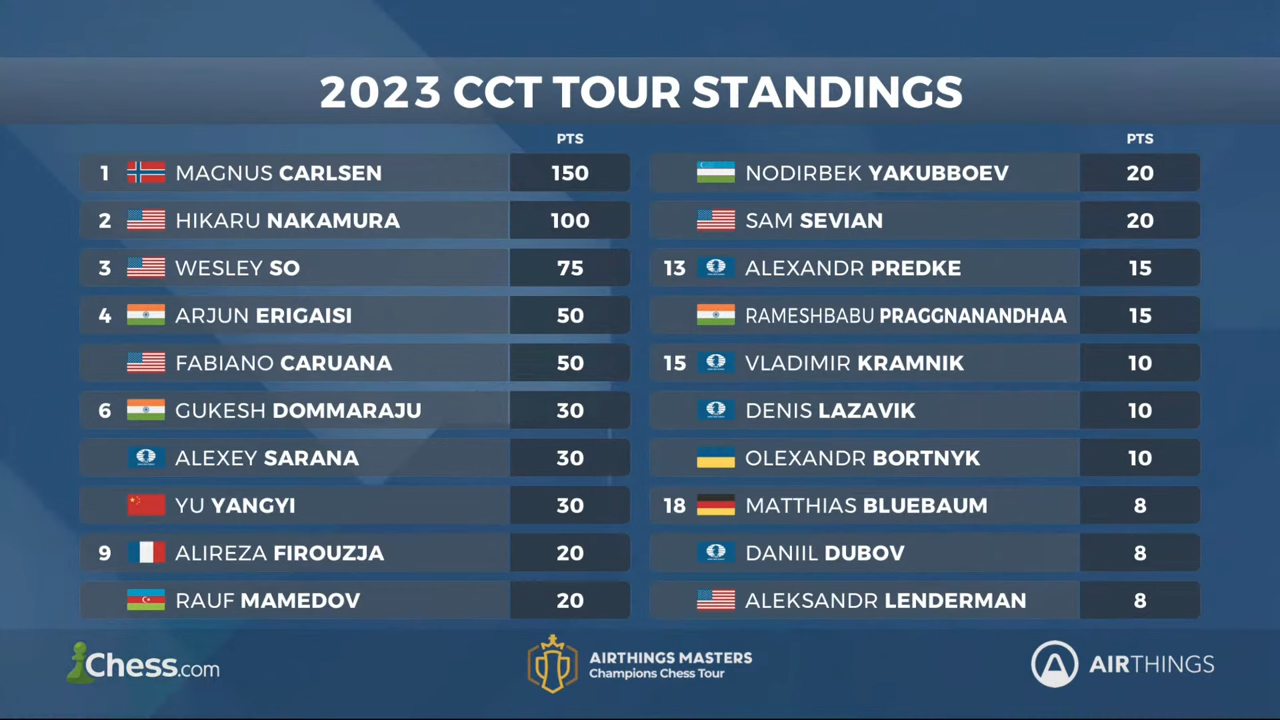 2023 CCT TOUR STANDINGS
PTS
1 MAGNUS CARLSEN 150
2 HIKARU NAKAMURA 100
3 WESLEY SO 75
4 ARJUN ERIGAISI 50
FABIANO CARUANA 50
6 GUKESH DOMMARAJU 30
ALEXEY SARANA 30
YU YANGYI 30
9 ALIREZA FIROUZJA 20
RAUF MAMEDOV 20
PTS
NODIRBEK YAKUBBOEV 20
SAM SEVIAN 20
13 ALEXANDR PREDKE 15
RAMESHBABU PRAGGNANANDHAA 15
15 VLADIMIR KRAMNIK 10
DENIS LAZAVIK 10
OLEXANDR BORTNYK 10
18 MATTHIAS BLUEBAUM 8
DANIIL DUBOV 8
ALEKSANDR LENDERMAN 8
Chess.com
AIRTHINGS MASTERS
Champions Chess Tour
AIRTHINGS